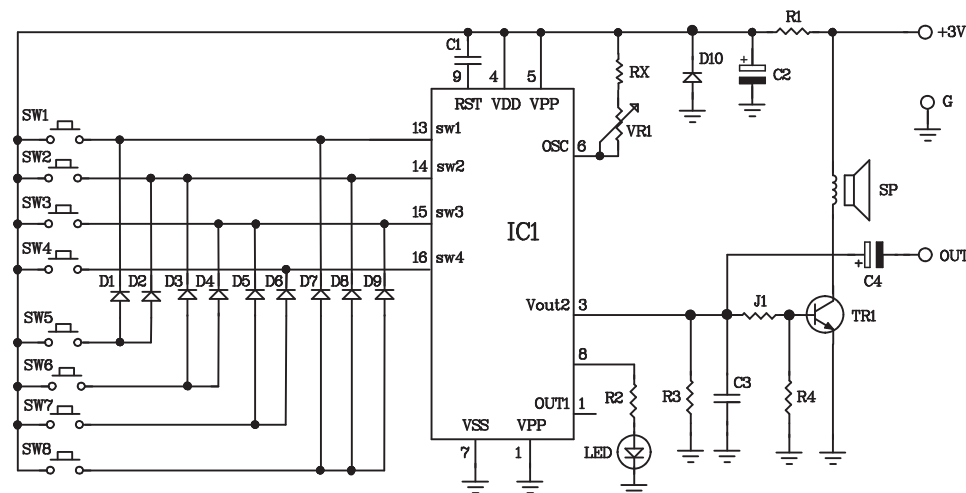 R1
+3V
C1
9
4
5
RX
D10
+
C2
RST VDD VPP
G
SW1
13
sw1
VR1
OSC
6
SW2
14
sw2
SW3
15
sw3
SP
IC1
SW4
16
sw4
OUT
D1
D2
D3
D4
D5
D6
D7
D8
D9
+
C4
Vout2
3
J1
TR1
SW5
SW6
8
R2
R3
C3
R4
SW7
OUT1
1
VSS
VPP
SW8
7
1
LED